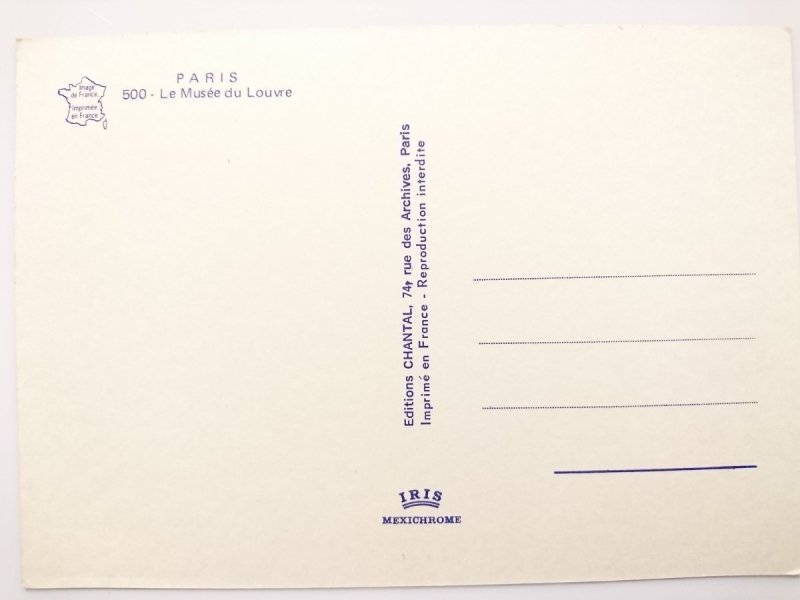 Image
de France
Imprimée
en France
PARIS
500 - Le Musée du Louvre
Editions CHANTAL, 74, rue des Archives, Paris
Imprimé en France - Reproduction interdite
IRIS
MEXICHROME